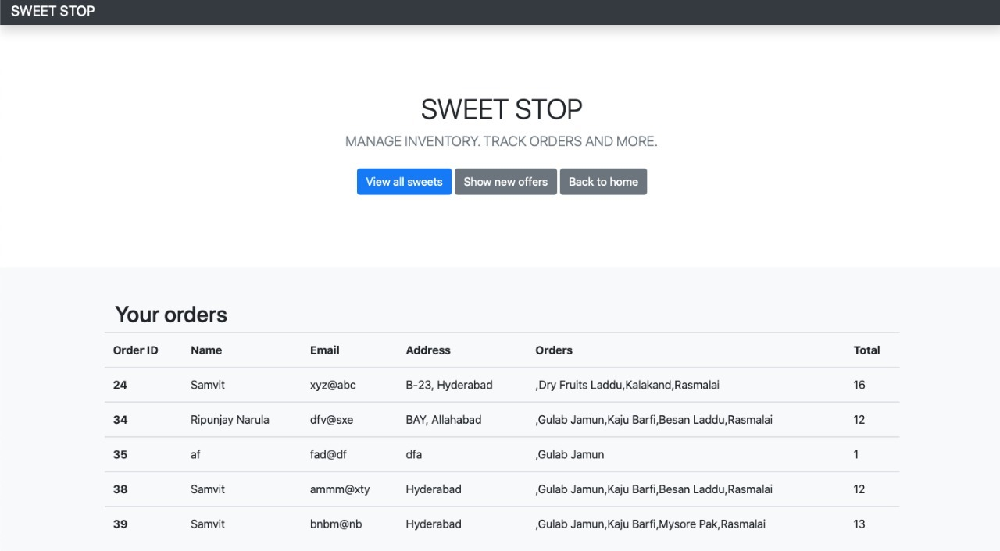 SWEET STOP
SWEET STOP
MANAGE INVENTORY. TRACK ORDERS AND MORE.
View all sweets Show new offers Back to home
Your orders
Order ID Name Email Address Orders Total
24 Samvit xyz@abc B-23, Hyderabad ,Dry Fruits Laddu,Kalakand,Rasmalai 16
34 Ripunjay Narula dfv@sxe BAY, Allahabad ,Gulab Jamun,Kaju Barfi,Besan Laddu,Rasmalai 12
35 af fad@df dfa ,Gulab Jamun 1
38 Samvit ammm@xty Hyderabad ,Gulab Jamun,Kaju Barfi,Besan Laddu,Rasmalai 12
39 Samvit bnbm@nb Hyderabad ,Gulab Jamun,Kaju Barfi,Mysore Pak,Rasmalai 13